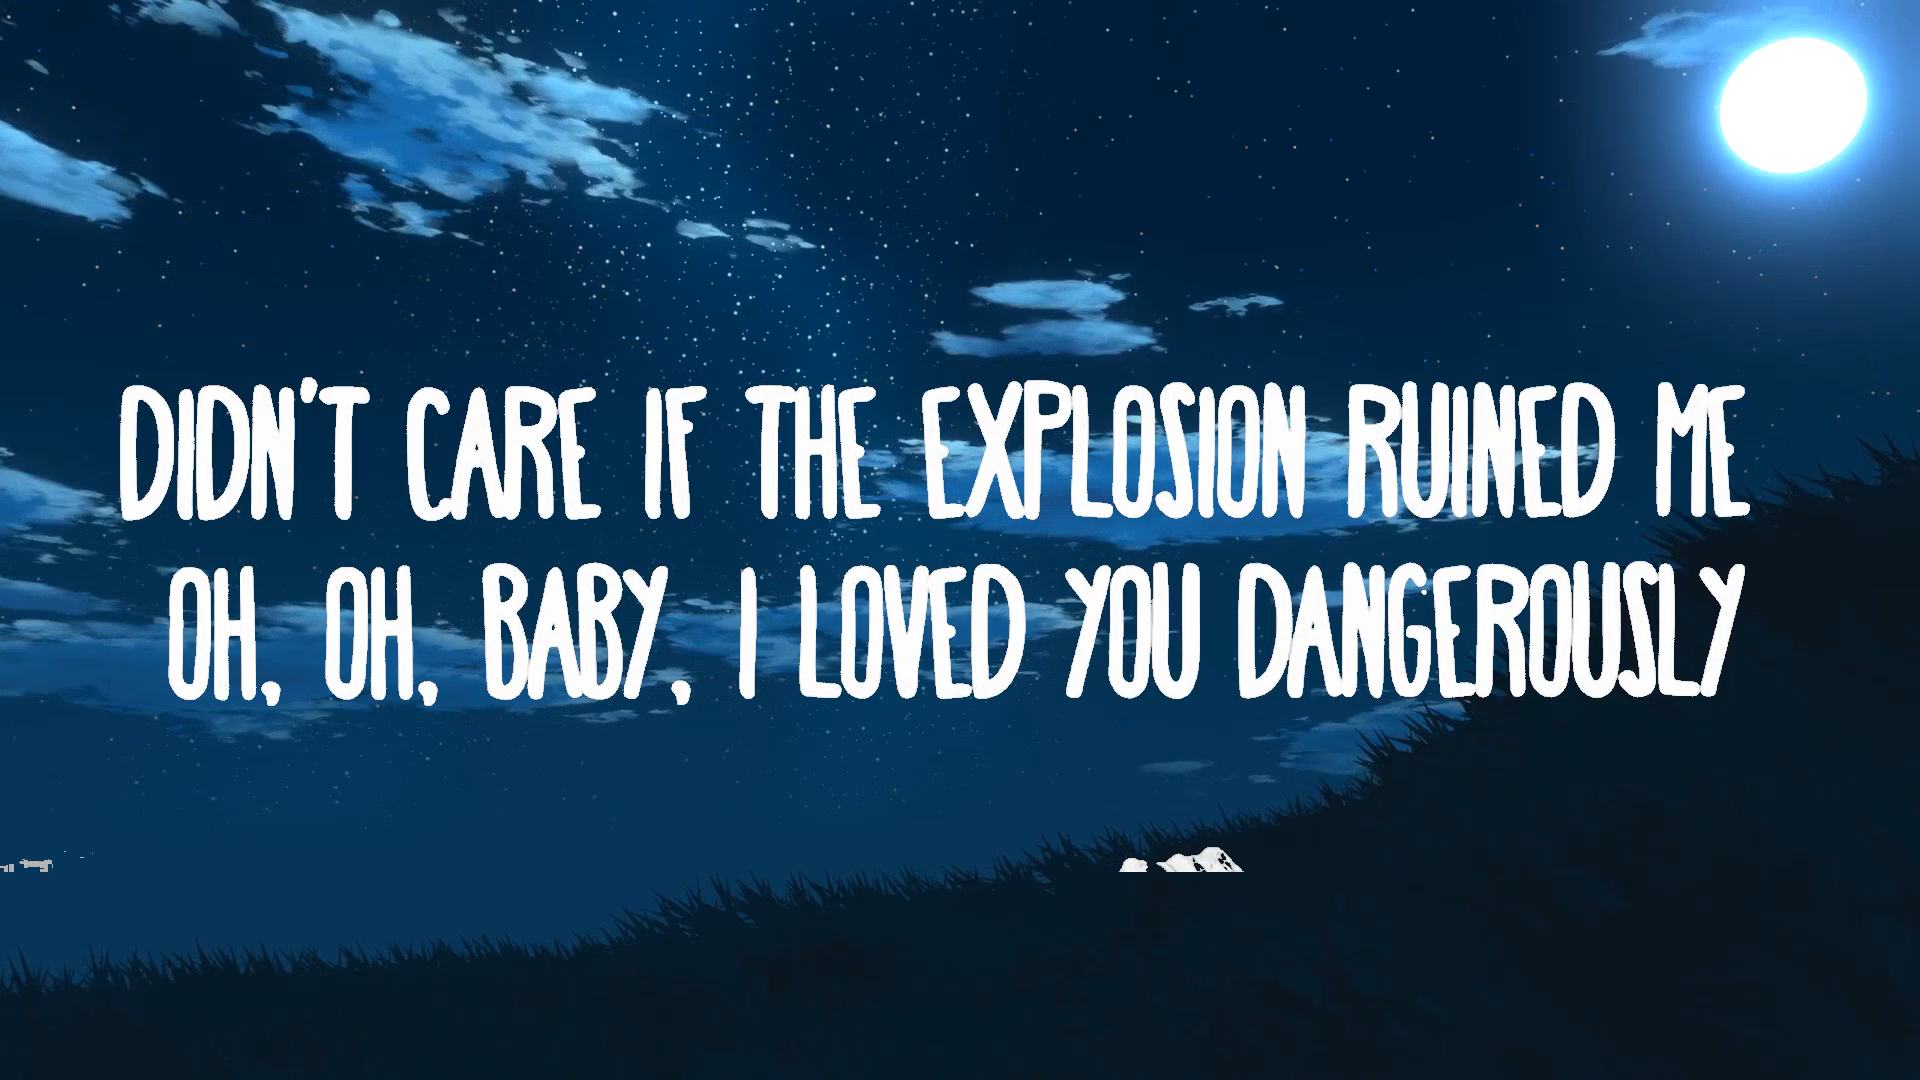 DIDN'T CARE IF THE EXPLOSION RUINED ME
OH, OH, BABY, I LOVED YOU DANGEROUSLY